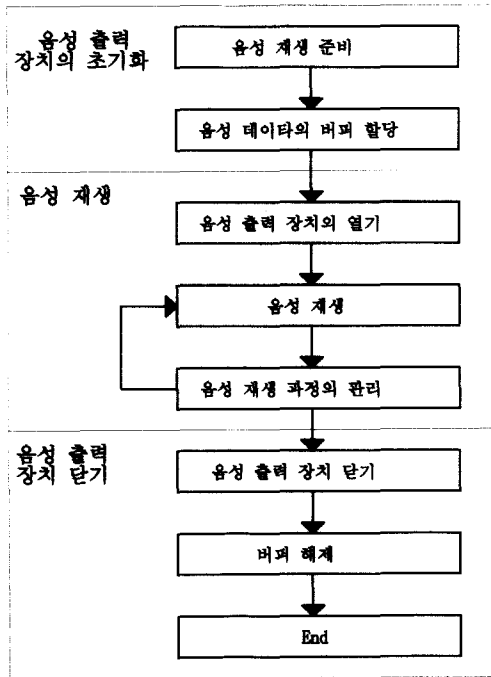 음성 출력
장치의 초기화
음성 재생 준비
음성 데이타의 버퍼 할당
음성 재생
음성 출력 장치의 열기
음성 재생
음성 재생 과정의 관리
음성 출력
장치 닫기
음성 출력 장치 닫기
버퍼 해제
End